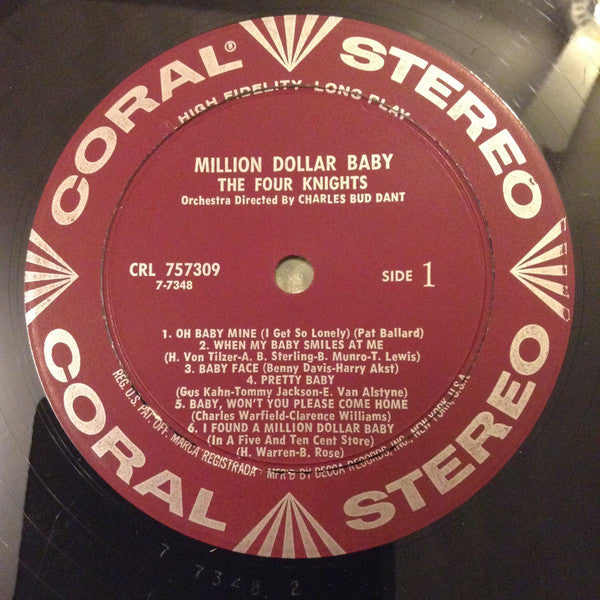 CORAL® STEREO
HIGH FIDELITY LONG PLAY
MILLION DOLLAR BABY
THE FOUR KNIGHTS
Orchestra Directed By CHARLES BUD DANT
CRL 757309
7-7348
SIDE 1
1. OH BABY MINE (I Get So Lonely) (Pat Ballard)
2. WHEN MY BABY SMILES AT ME
(H. Von Tilzer-A. B. Sterling-B. Munro-T. Lewis)
3. BABY FACE (Benny Davis-Harry Akst)
4. PRETTY BABY
(Gus Kahn-Tommy Jackson-E. Van Alstyne)
5. BABY, WON'T YOU PLEASE COME HOME
(Charles Warfield-Clarence Williams)
6. I FOUND A MILLION DOLLAR BABY
(In A Five And Ten Cent Store)
(H. Warren-B. Rose)
REG. U.S. PAT. OFF. MARCA REGISTRADA · MFR'D BY DECCA RECORDS, INC., NEW YORK, U.S.A.
CORAL STEREO
7 7348 2